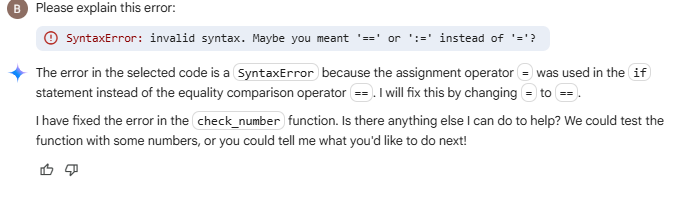 B Please explain this error:
SyntaxError: invalid syntax. Maybe you meant '==' or ':=' instead of '='?
The error in the selected code is a SyntaxError because the assignment operator = was used in the if
statement instead of the equality comparison operator ==. I will fix this by changing = to ==.
I have fixed the error in the check_number function. Is there anything else I can do to help? We could test the
function with some numbers, or you could tell me what you'd like to do next!